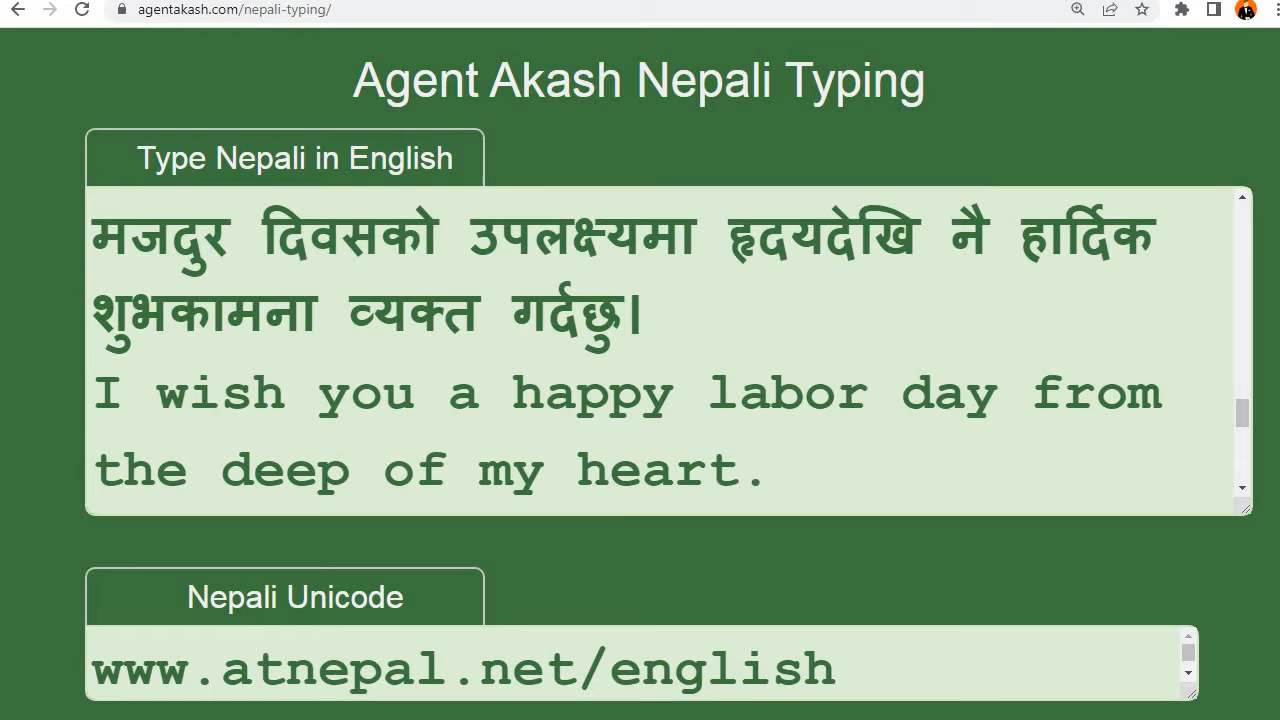 agentakash.com/nepali-typing/
Agent Akash Nepali Typing
Type Nepali in English
मजदुर दिवसको उपलक्ष्यमा हृदयदेखि नै हार्दिक
शुभकामना व्यक्त गर्दछु।
I wish you a happy labor day from
the deep of my heart.
Nepali Unicode
www.atnepal.net/english